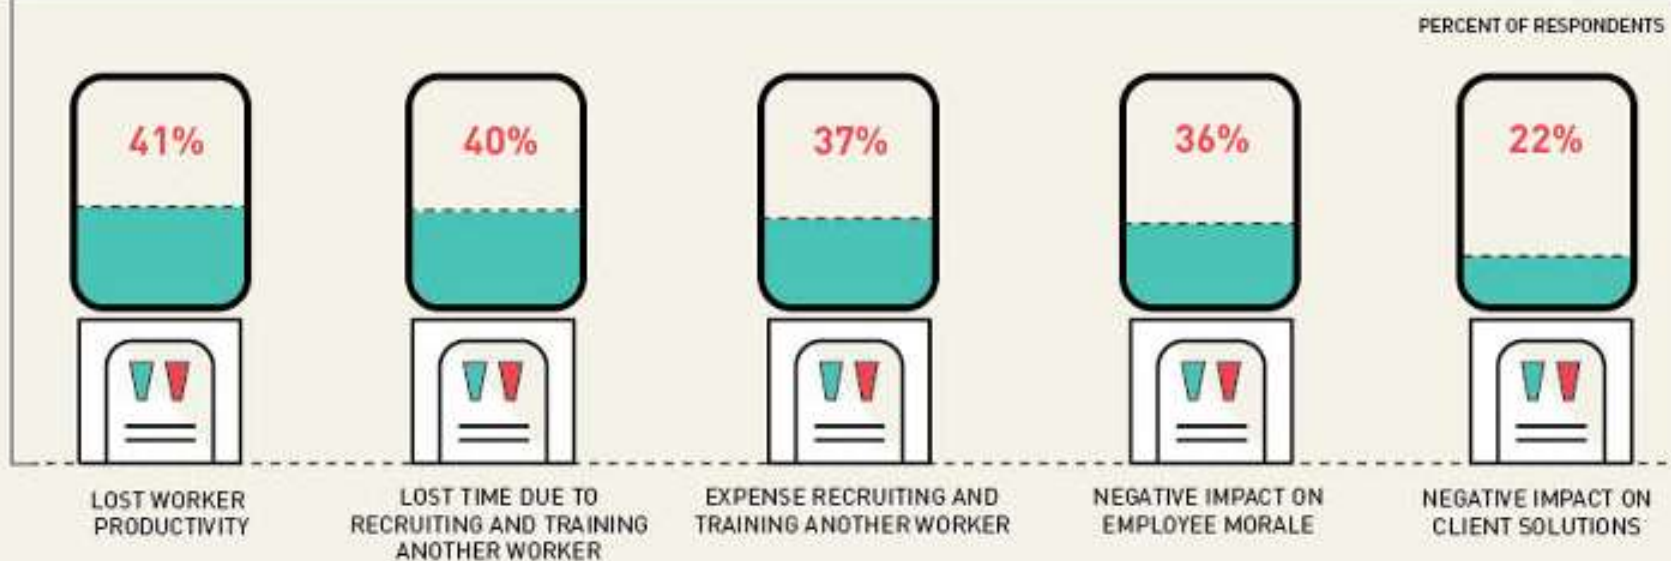 PERCENT OF RESPONDENTS
41%
40%
37%
36%
22%
LOST WORKER
PRODUCTIVITY
LOST TIME DUE TO
RECRUITING AND TRAINING
ANOTHER WORKER
EXPENSE RECRUITING AND
TRAINING ANOTHER WORKER
NEGATIVE IMPACT ON
EMPLOYEE MORALE
NEGATIVE IMPACT ON
CLIENT SOLUTIONS